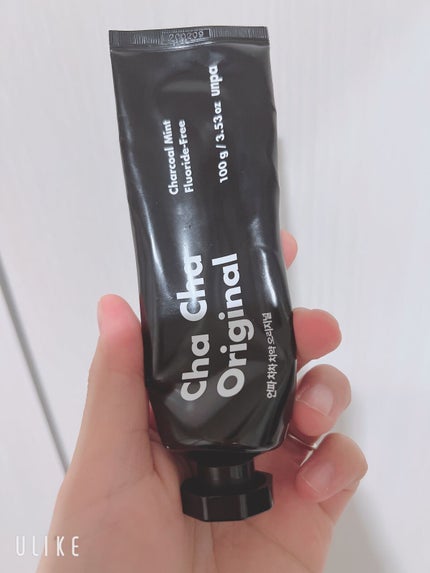 Charcoal Mint
Fluoride-Free
100 g / 3.53 oz unpa
Cha Cha
Original
언파 차차 치약 오리지널
ULIKE